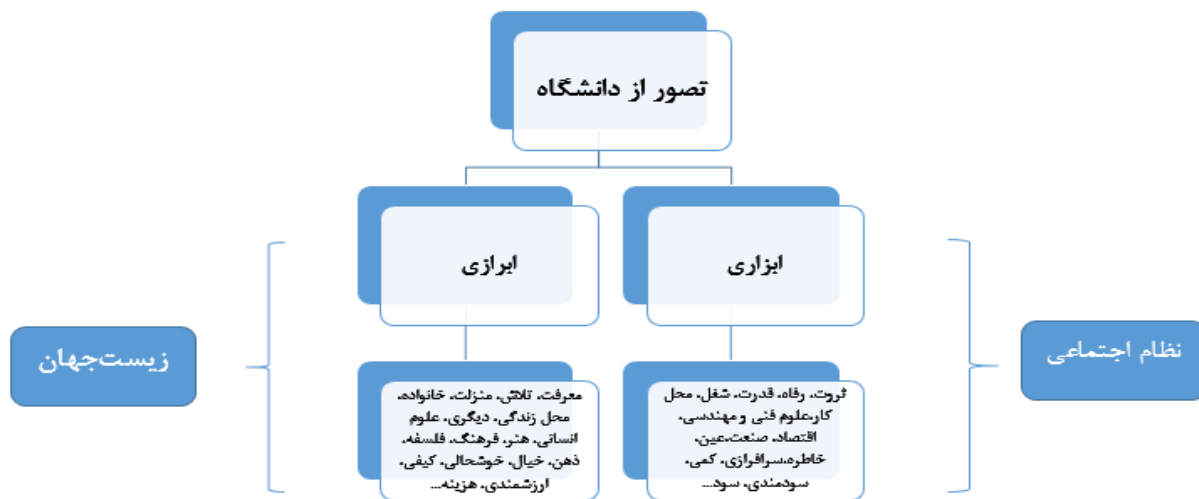 تصور از دانشگاه
ابزاری
ابرازی
نظام اجتماعی
زیست‌جهان
ثروت، رفاه، قدرت، شغل، محل
کار،علوم فنی و مهندسی،
اقتصاد، صنعت،عین،
خاطره،سرافرازی، کمی،
سودمندی، سود...
معرفت، تلاش، منزلت، خانواده،
محل زندگی، دیگری، علوم
انسانی، هنر، فرهنگ، فلسفه،
ذهن، خیال، خوشحالی، کیفی،
ارزشمندی، هزینه...